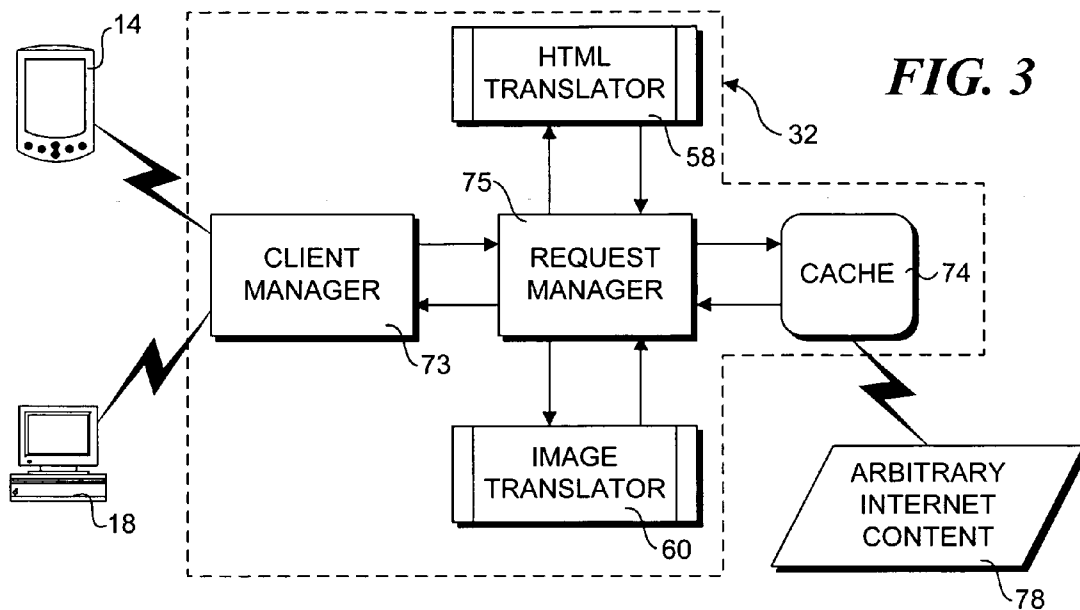 14
HTML
TRANSLATOR
58
FIG. 3
32
75
CLIENT
MANAGER
73
REQUEST
MANAGER
CACHE
74
18
IMAGE
TRANSLATOR
60
ARBITRARY
INTERNET
CONTENT
78